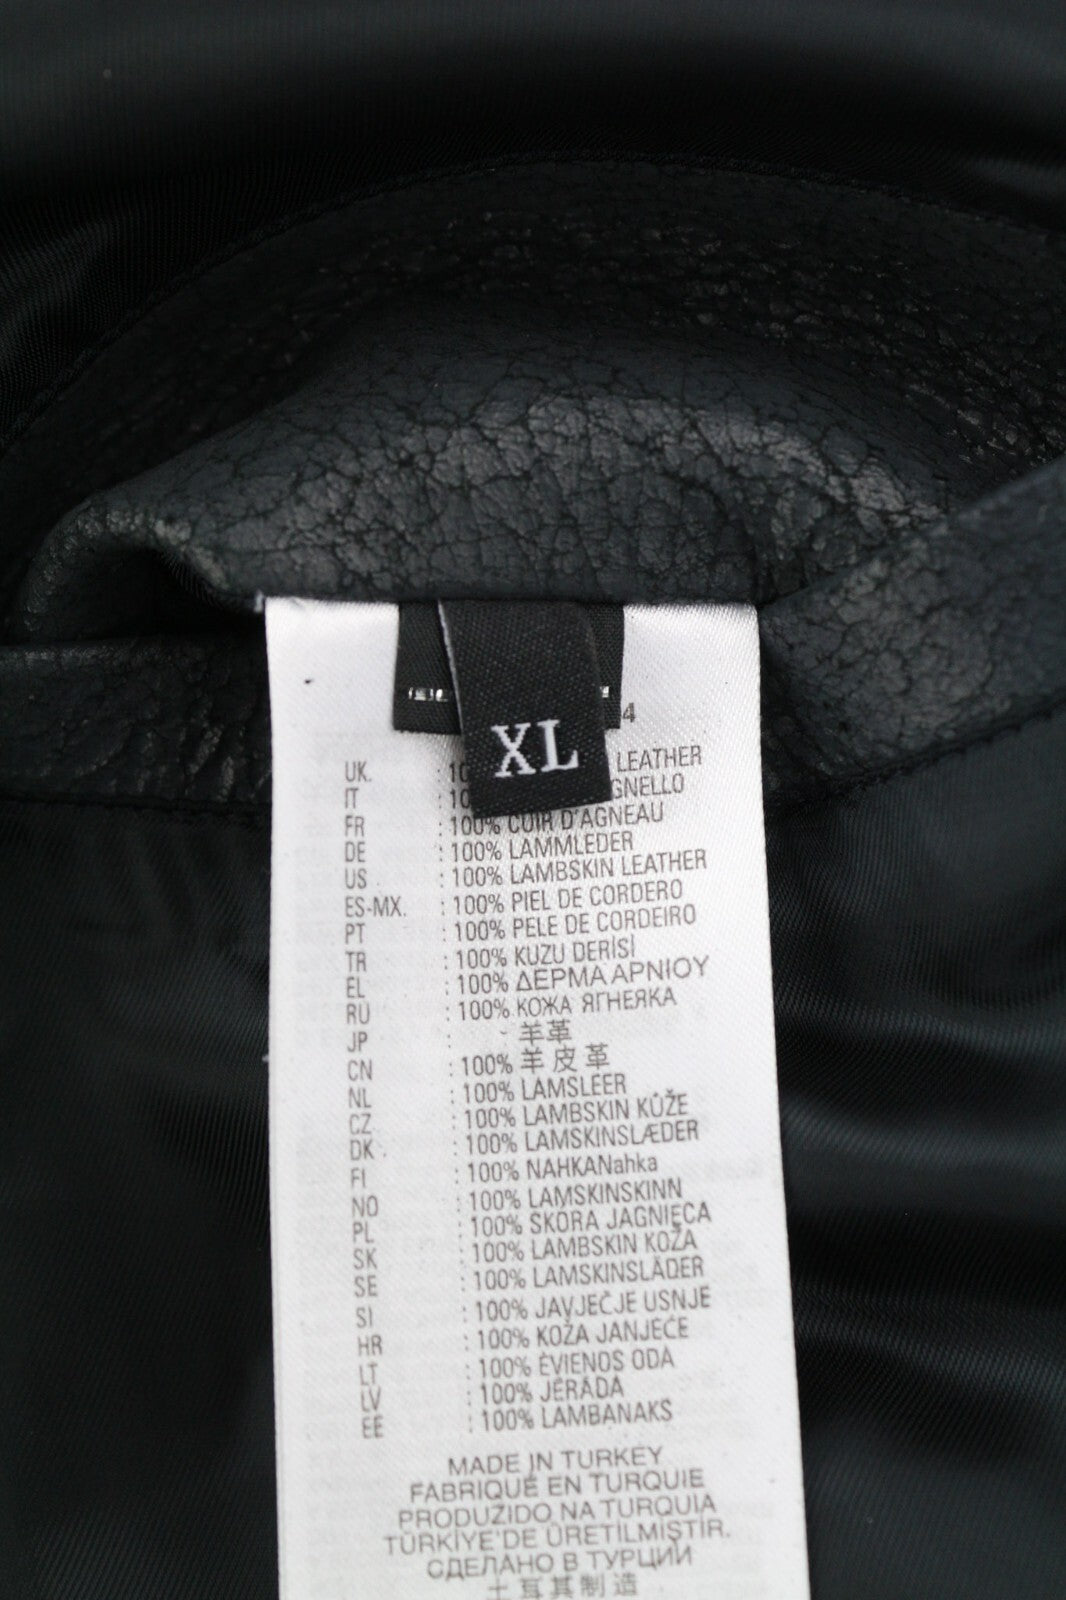 4
XL
UK. : 10 LEATHER
IT : 10 GNELLO
FR : 100% CUIR D'AGNEAU
DE : 100% LAMMLEDER
US : 100% LAMBSKIN LEATHER
ES-MX. : 100% PIEL DE CORDERO
PT : 100% PELE DE CORDEIRO
TR : 100% KUZU DERİSİ
EL : 100% ΔΕΡΜΑ ΑΡΝΙΟΥ
RU : 100% КОЖА ЯГНЕЯКА
JP : 羊革
CN : 100% 羊皮革
NL : 100% LAMSLEER
CZ : 100% LAMBSKIN KŮŽE
DK : 100% LAMSKINSLÆDER
FI : 100% NAHKANahka
NO : 100% LAMSKINSKINN
PL : 100% SKÓRA JAGNIĘCA
SK : 100% LAMBSKIN KOŽA
SE : 100% LAMSKINSLÄDER
SI : 100% JAVJEČJE USNJE
HR : 100% KOŽA JANJEĆE
LT : 100% ĖVIENOS ODA
LV : 100% JĒRĀDA
EE : 100% LAMBANAKS
MADE IN TURKEY
FABRIQUÉ EN TURQUIE
PRODUZIDO NA TURQUIA
TÜRKİYE'DE ÜRETİLMİŞTİR.
СДЕЛАНО В ТУРЦИИ
土耳其制造